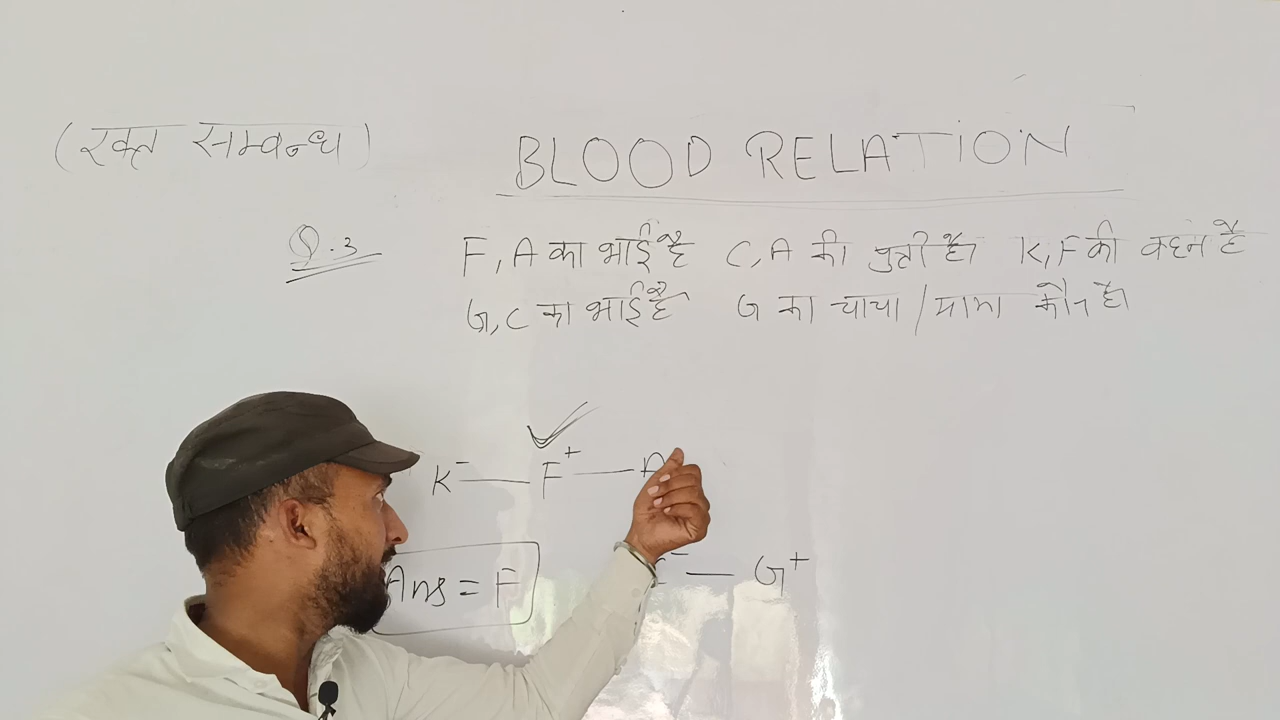 (रक्त सम्बन्ध)
BLOOD RELATION
Q.3 F, A का भाई है C, A की पुत्री है। K, F की बहन है
G, C का भाई है G का चाचा/मामा कौन है।
K⁻ — F⁺ — A
Ans = F
— G⁺